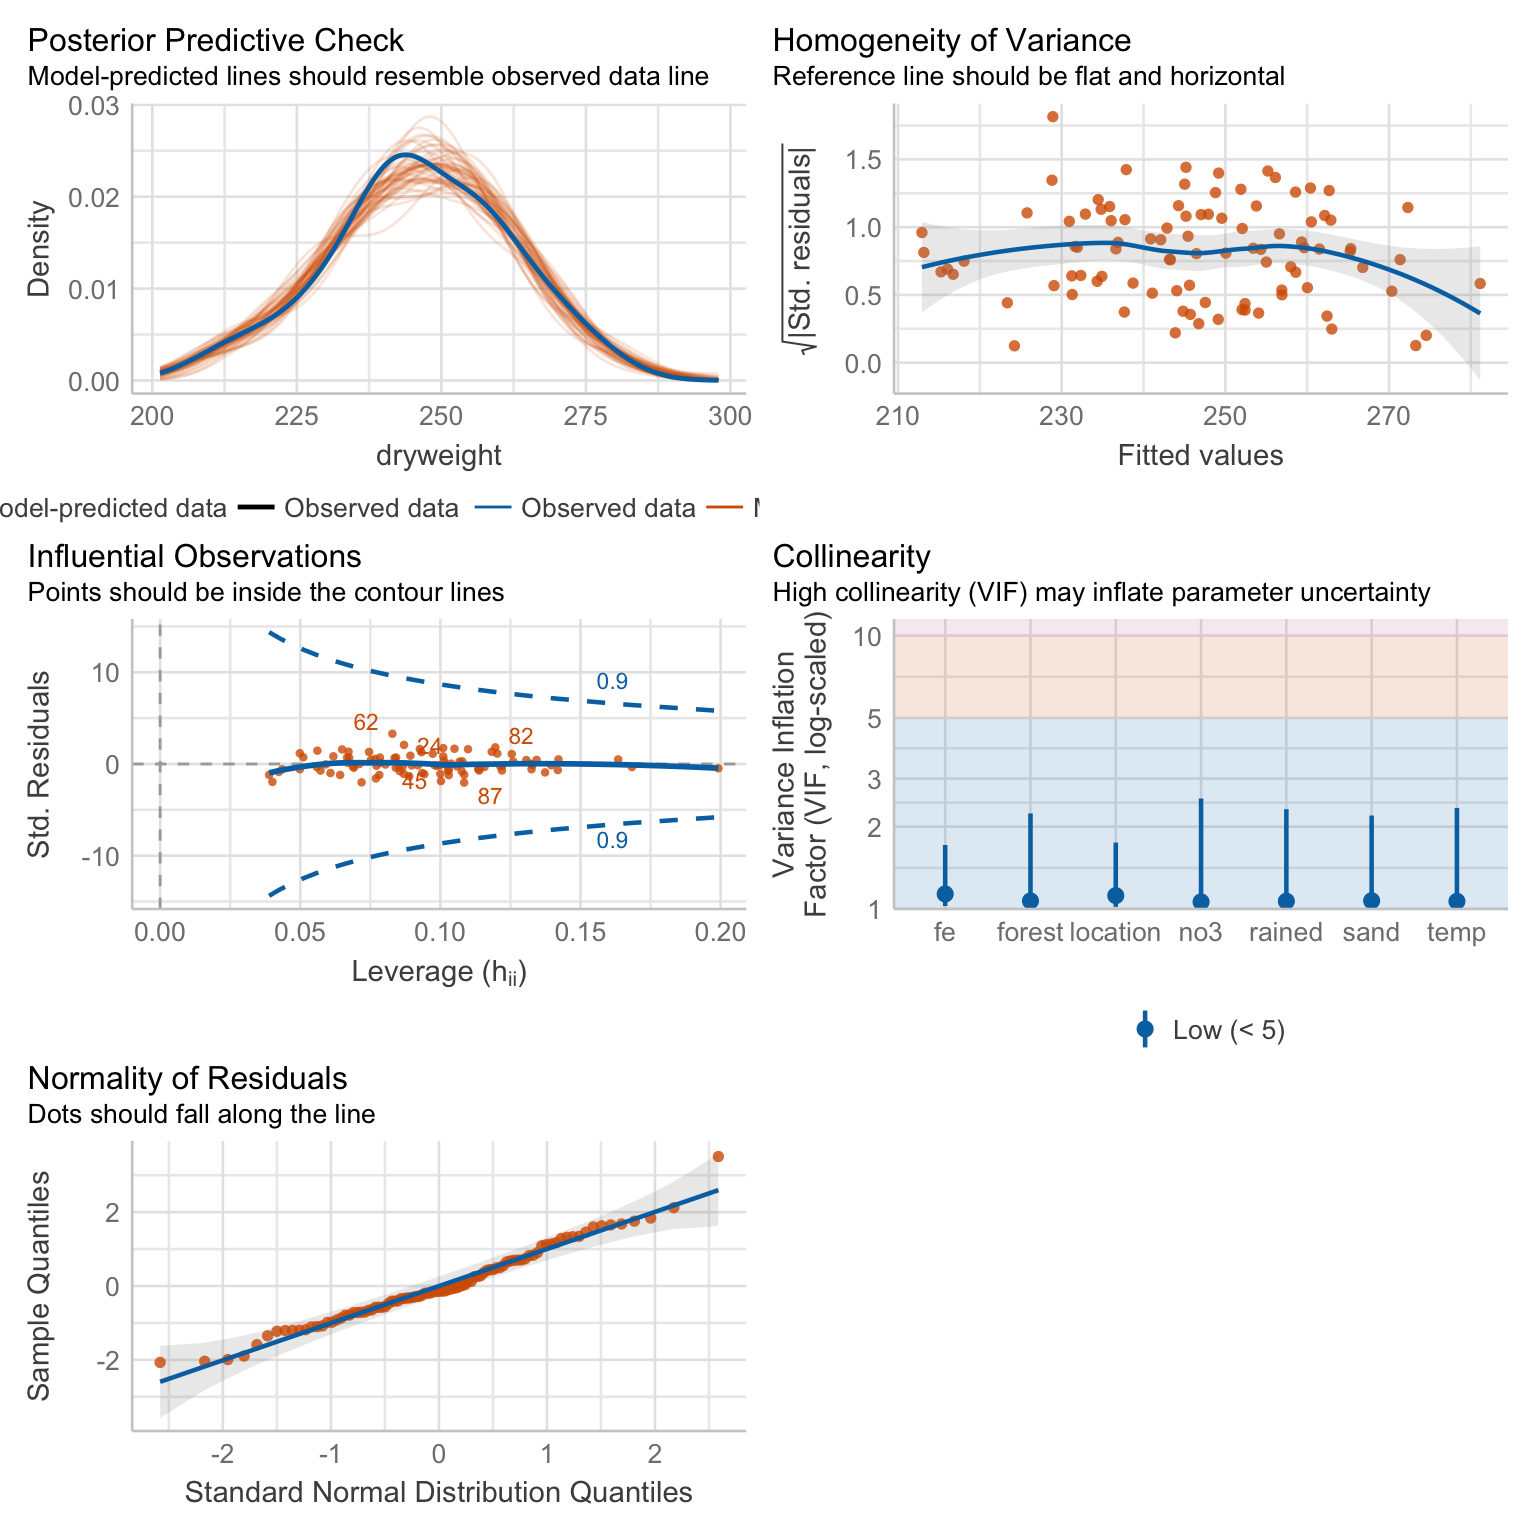 Posterior Predictive Check
Model-predicted lines should resemble observed data line
0.03
0.02
0.01
0.00
Density
200 225 250 275 300
dryweight
odel-predicted data Observed data Observed data
Homogeneity of Variance
Reference line should be flat and horizontal
1.5
1.0
0.5
0.0
√|Std. residuals|
210 230 250 270
Fitted values
Influential Observations
Points should be inside the contour lines
10
0
-10
Std. Residuals
0.9
62
24
82
45
87
0.9
0.00 0.05 0.10 0.15 0.20
Leverage (hii)
Collinearity
High collinearity (VIF) may inflate parameter uncertainty
10
5
3
2
1
Variance Inflation
Factor (VIF, log-scaled)
fe forest location no3 rained sand temp
Low (< 5)
Normality of Residuals
Dots should fall along the line
2
0
-2
Sample Quantiles
-2 -1 0 1 2
Standard Normal Distribution Quantiles